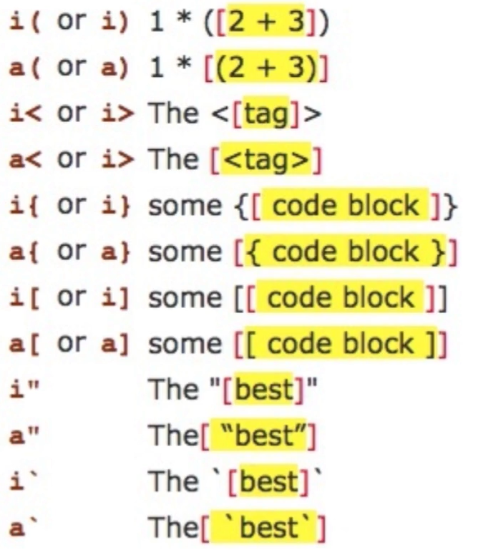 i( or i) 1 * ([2 + 3])
a( or a) 1 * [(2 + 3)]
i< or i> The <[tag]>
a< or i> The [<tag>]
i{ or i} some {[ code block ]}
a{ or a} some [{ code block }]
i[ or i] some [[ code block ]]
a[ or a] some [[ code block ]]
i" The "[best]"
a" The[ “best”]
i` The `[best]`
a` The[ `best`]